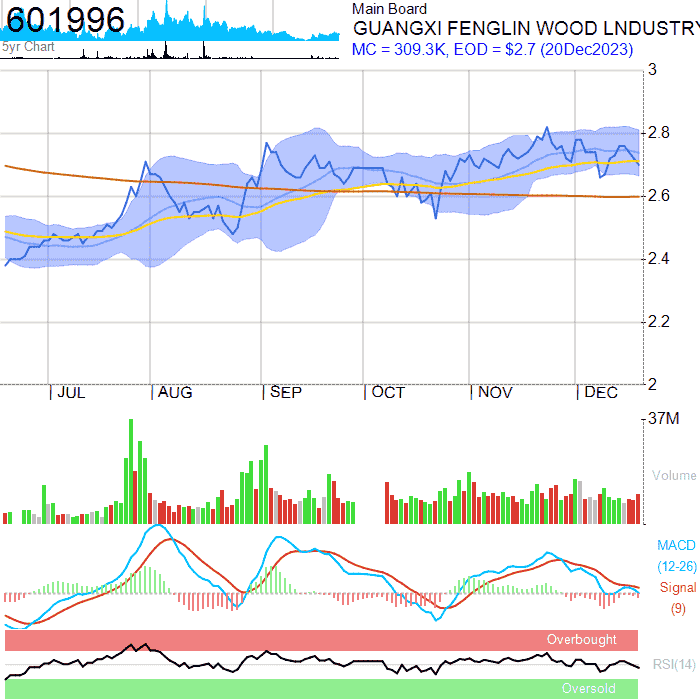 601996
5yr Chart
Main Board
GUANGXI FENGLIN WOOD LNDUSTRY
MC = 309.3K, EOD = $2.7 (20Dec2023)
3
2.8
2.6
2.4
2.2
2
JUL
AUG
SEP
OCT
NOV
DEC
37M
Volume
MACD
(12-26)
Signal
(9)
Overbought
RSI(14)
Oversold